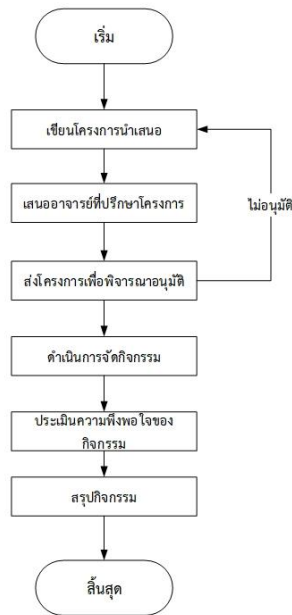 เริ่ม
เขียนโครงการนำเสนอ
เสนออาจารย์ที่ปรึกษาโครงการ
ไม่อนุมัติ
ส่งโครงการเพื่อพิจารณาอนุมัติ
ดำเนินการจัดกิจกรรม
ประเมินความพึงพอใจของ
กิจกรรม
สรุปกิจกรรม
สิ้นสุด